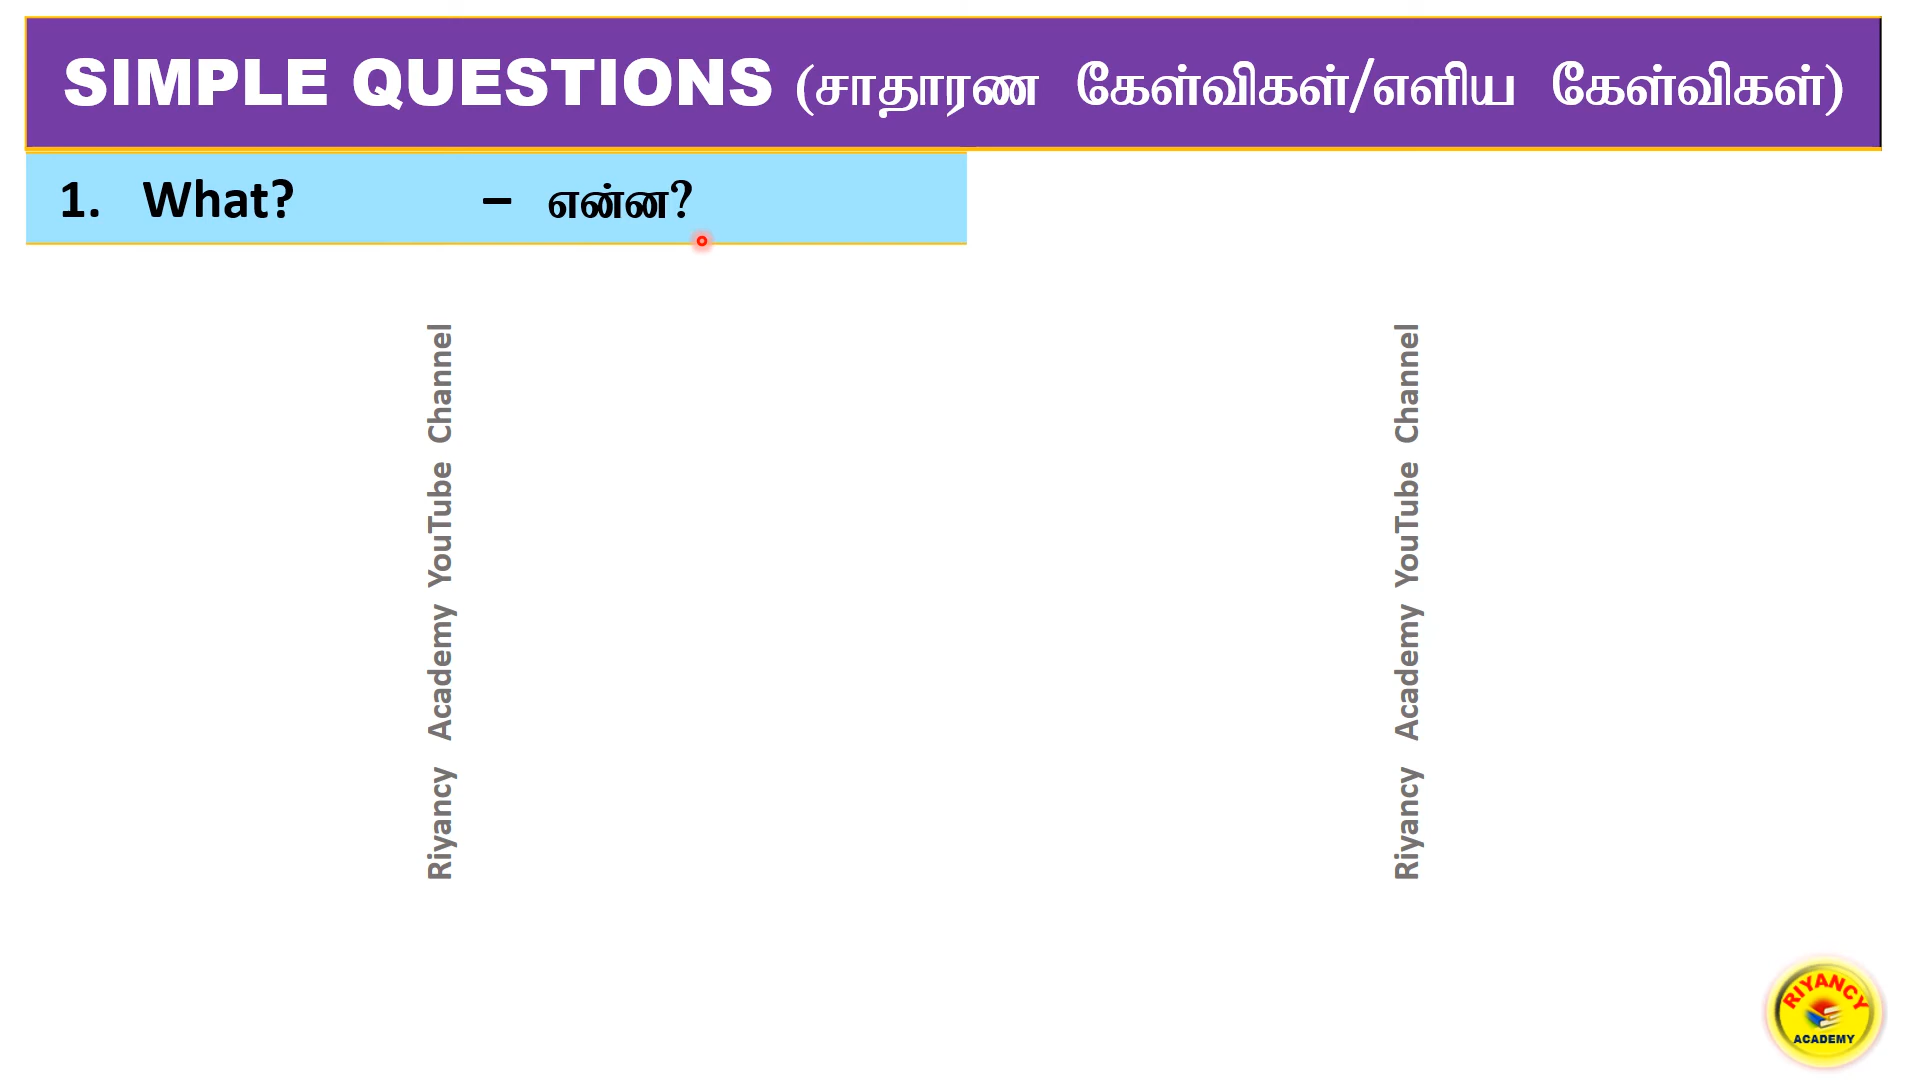 SIMPLE QUESTIONS (சாதாரண கேள்விகள்/எளிய கேள்விகள்)
1. What? – என்ன?
Riyancy Academy YouTube Channel
Riyancy Academy YouTube Channel
RIYANCY
ACADEMY